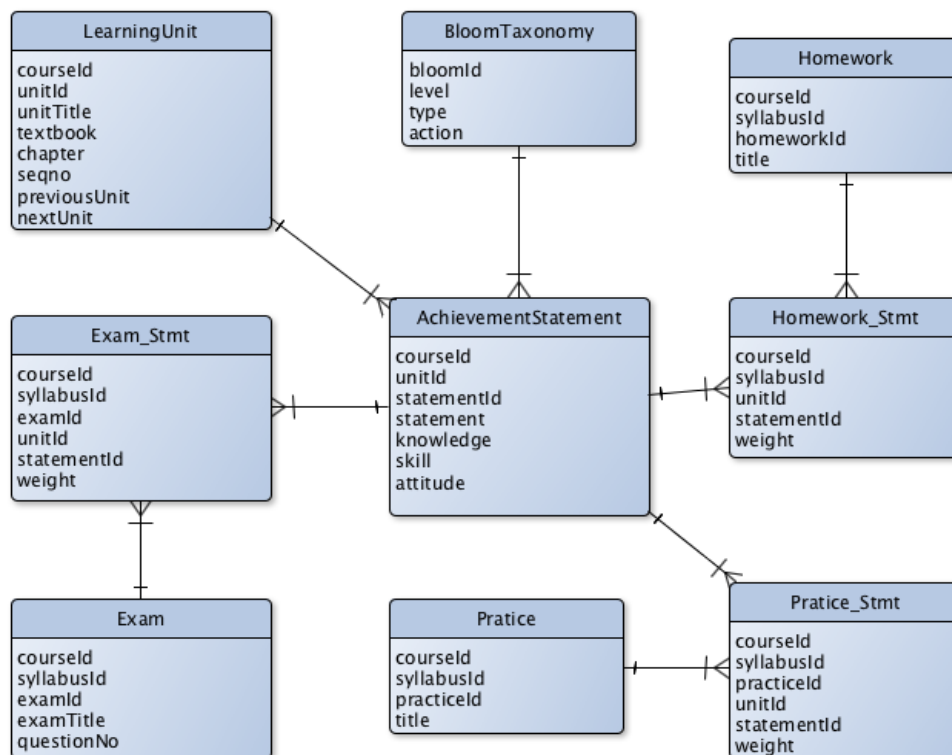 LearningUnit
courseId
unitId
unitTitle
textbook
chapter
seqno
previousUnit
nextUnit
BloomTaxonomy
bloomId
level
type
action
Homework
courseId
syllabusId
homeworkId
title
Exam_Stmt
courseId
syllabusId
examId
unitId
statementId
weight
AchievementStatement
courseId
unitId
statementId
statement
knowledge
skill
attitude
Homework_Stmt
courseId
syllabusId
unitId
statementId
weight
Exam
courseId
syllabusId
examId
examTitle
questionNo
Pratice
courseId
syllabusId
practiceId
title
Pratice_Stmt
courseId
syllabusId
practiceId
unitId
statementId
weight